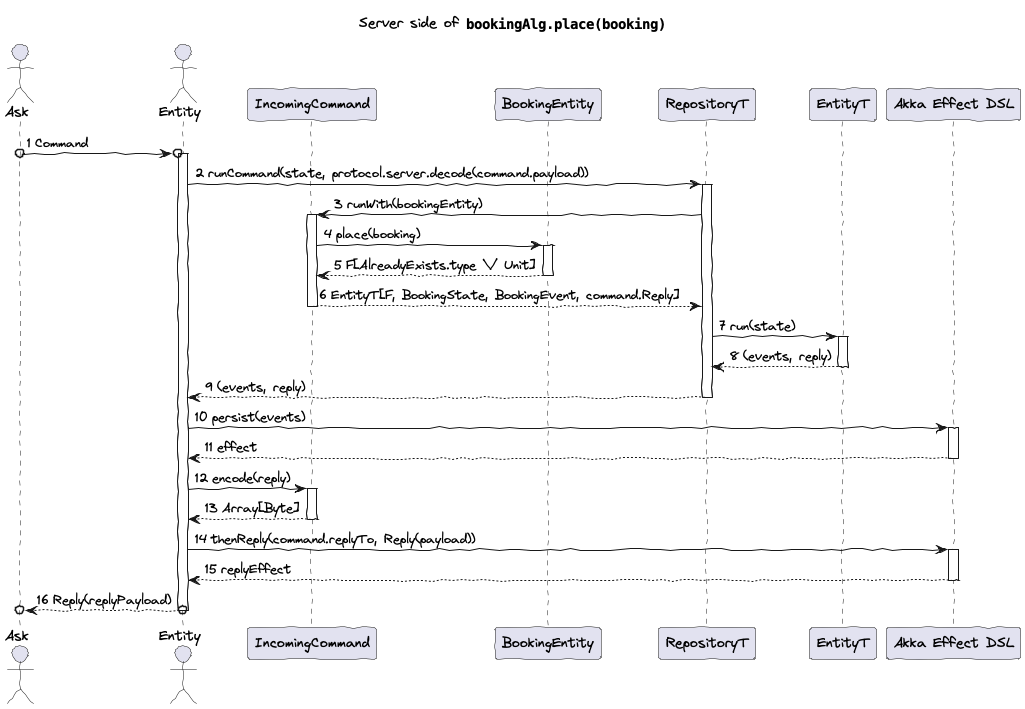 Server side of bookingAlg.place(booking)
Ask
Entity
IncomingCommand
BookingEntity
RepositoryT
EntityT
Akka Effect DSL
1 Command
2 runCommand(state, protocol.server.decode(command.payload))
3 runWith(bookingEntity)
4 place(booking)
5 F[AlreadyExists.type \/ Unit]
6 EntityT[F, BookingState, BookingEvent, command.Reply]
7 run(state)
8 (events, reply)
9 (events, reply)
10 persist(events)
11 effect
12 encode(reply)
13 Array[Byte]
14 thenReply(command.replyTo, Reply(payload))
15 replyEffect
16 Reply(replyPayload)
Ask
Entity
IncomingCommand
BookingEntity
RepositoryT
EntityT
Akka Effect DSL